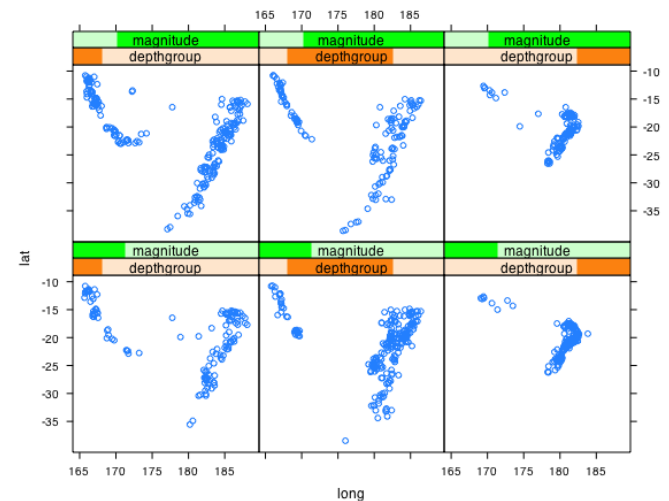 165 170 175 180 185
magnitude magnitude magnitude
depthgroup depthgroup depthgroup
-10
-15
-20
-25
-30
-35
lat
magnitude magnitude magnitude
depthgroup depthgroup depthgroup
-10
-15
-20
-25
-30
-35
165 170 175 180 185 165 170 175 180 185
long